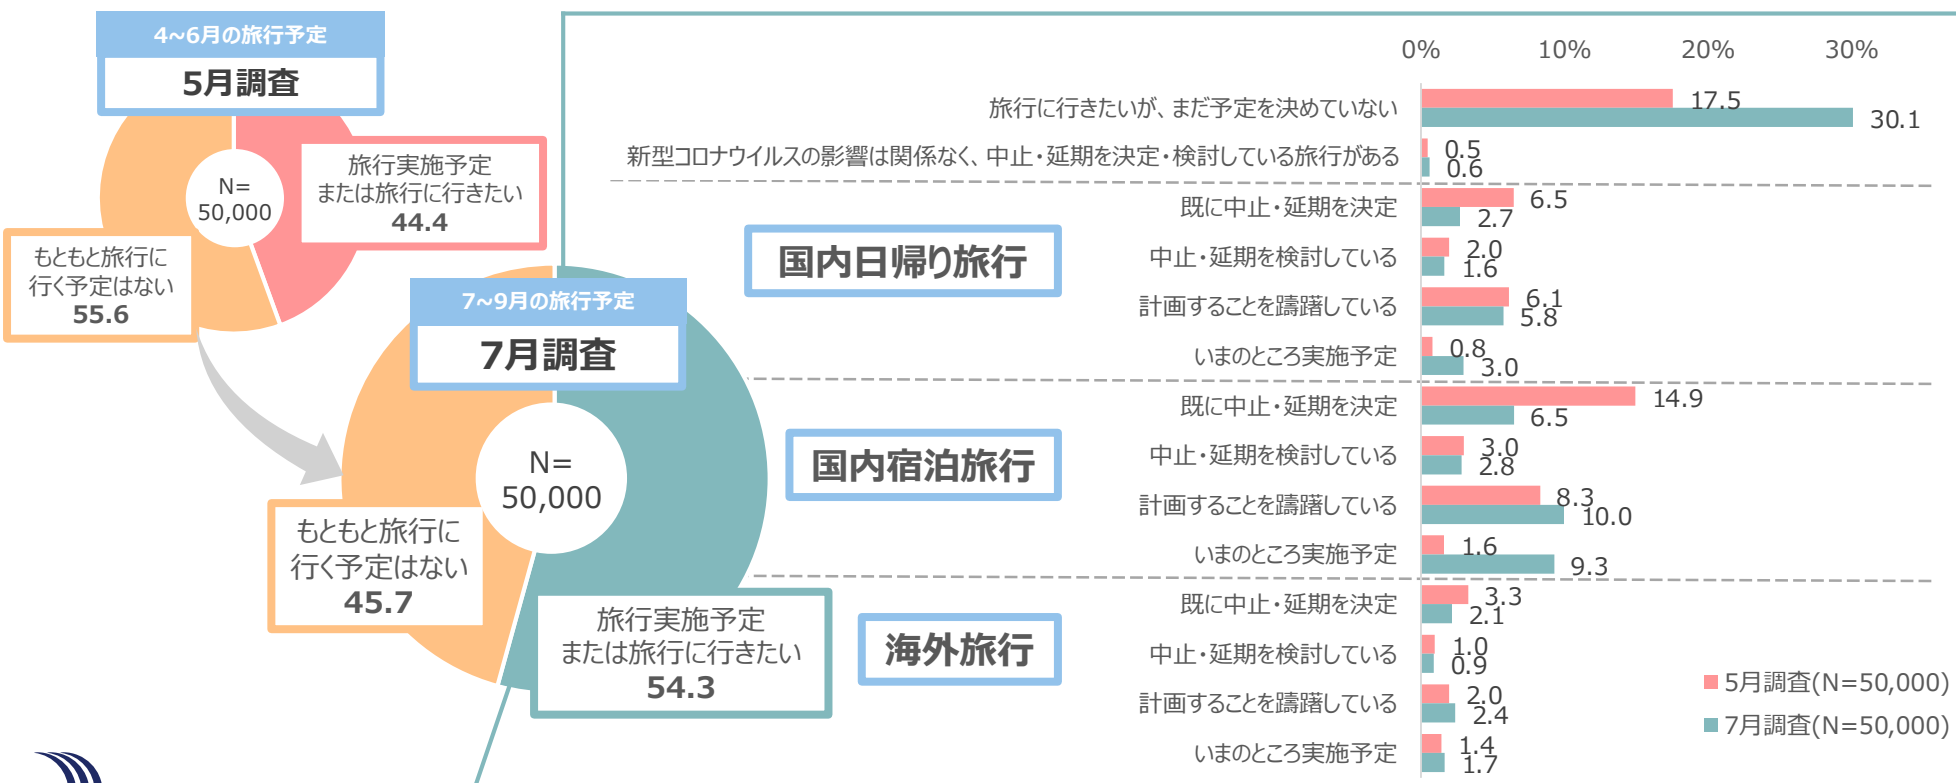 4~6月の旅行予定
5月調査
N=
50,000
旅行実施予定
または旅行に行きたい
44.4
もともと旅行に
行く予定はない
55.6
7~9月の旅行予定
7月調査
N=
50,000
もともと旅行に
行く予定はない
45.7
旅行実施予定
または旅行に行きたい
54.3
0% 10% 20% 30%
旅行に行きたいが、まだ予定を決めていない 17.5 30.1
新型コロナウイルスの影響は関係なく、中止・延期を決定・検討している旅行がある 0.5 0.6
国内日帰り旅行
既に中止・延期を決定 6.5 2.7
中止・延期を検討している 2.0 1.6
計画することを躊躇している 6.1 5.8
いまのところ実施予定 0.8 3.0
国内宿泊旅行
既に中止・延期を決定 14.9 6.5
中止・延期を検討している 3.0 2.8
計画することを躊躇している 8.3 10.0
いまのところ実施予定 1.6 9.3
海外旅行
既に中止・延期を決定 3.3 2.1
中止・延期を検討している 1.0 0.9
計画することを躊躇している 2.0 2.4
いまのところ実施予定 1.4 1.7
5月調査(N=50,000)
7月調査(N=50,000)